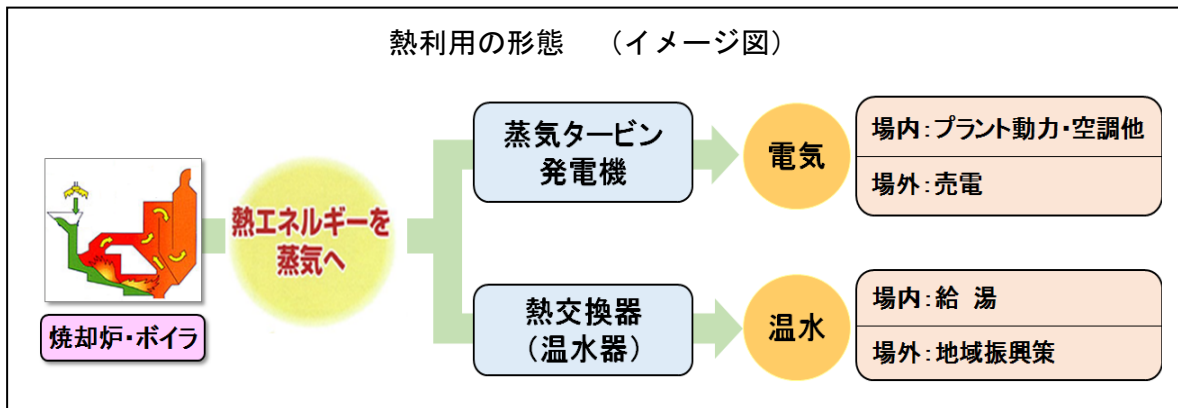 熱利用の形態　（イメージ図）
焼却炉・ボイラ
熱エネルギーを
蒸気へ
蒸気タービン
発電機
電気
場内：プラント動力・空調他
場外：売電
熱交換器
（温水器）
温水
場内：給 湯
場外：地域振興策